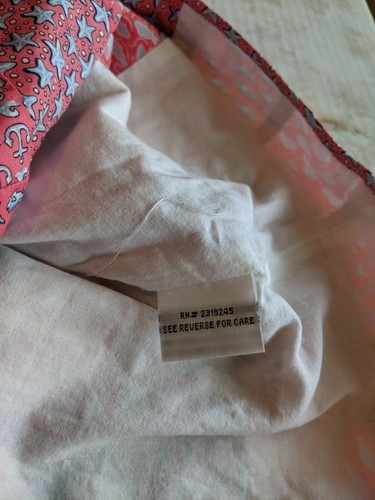 RN# 2318245
SEE REVERSE FOR CARE